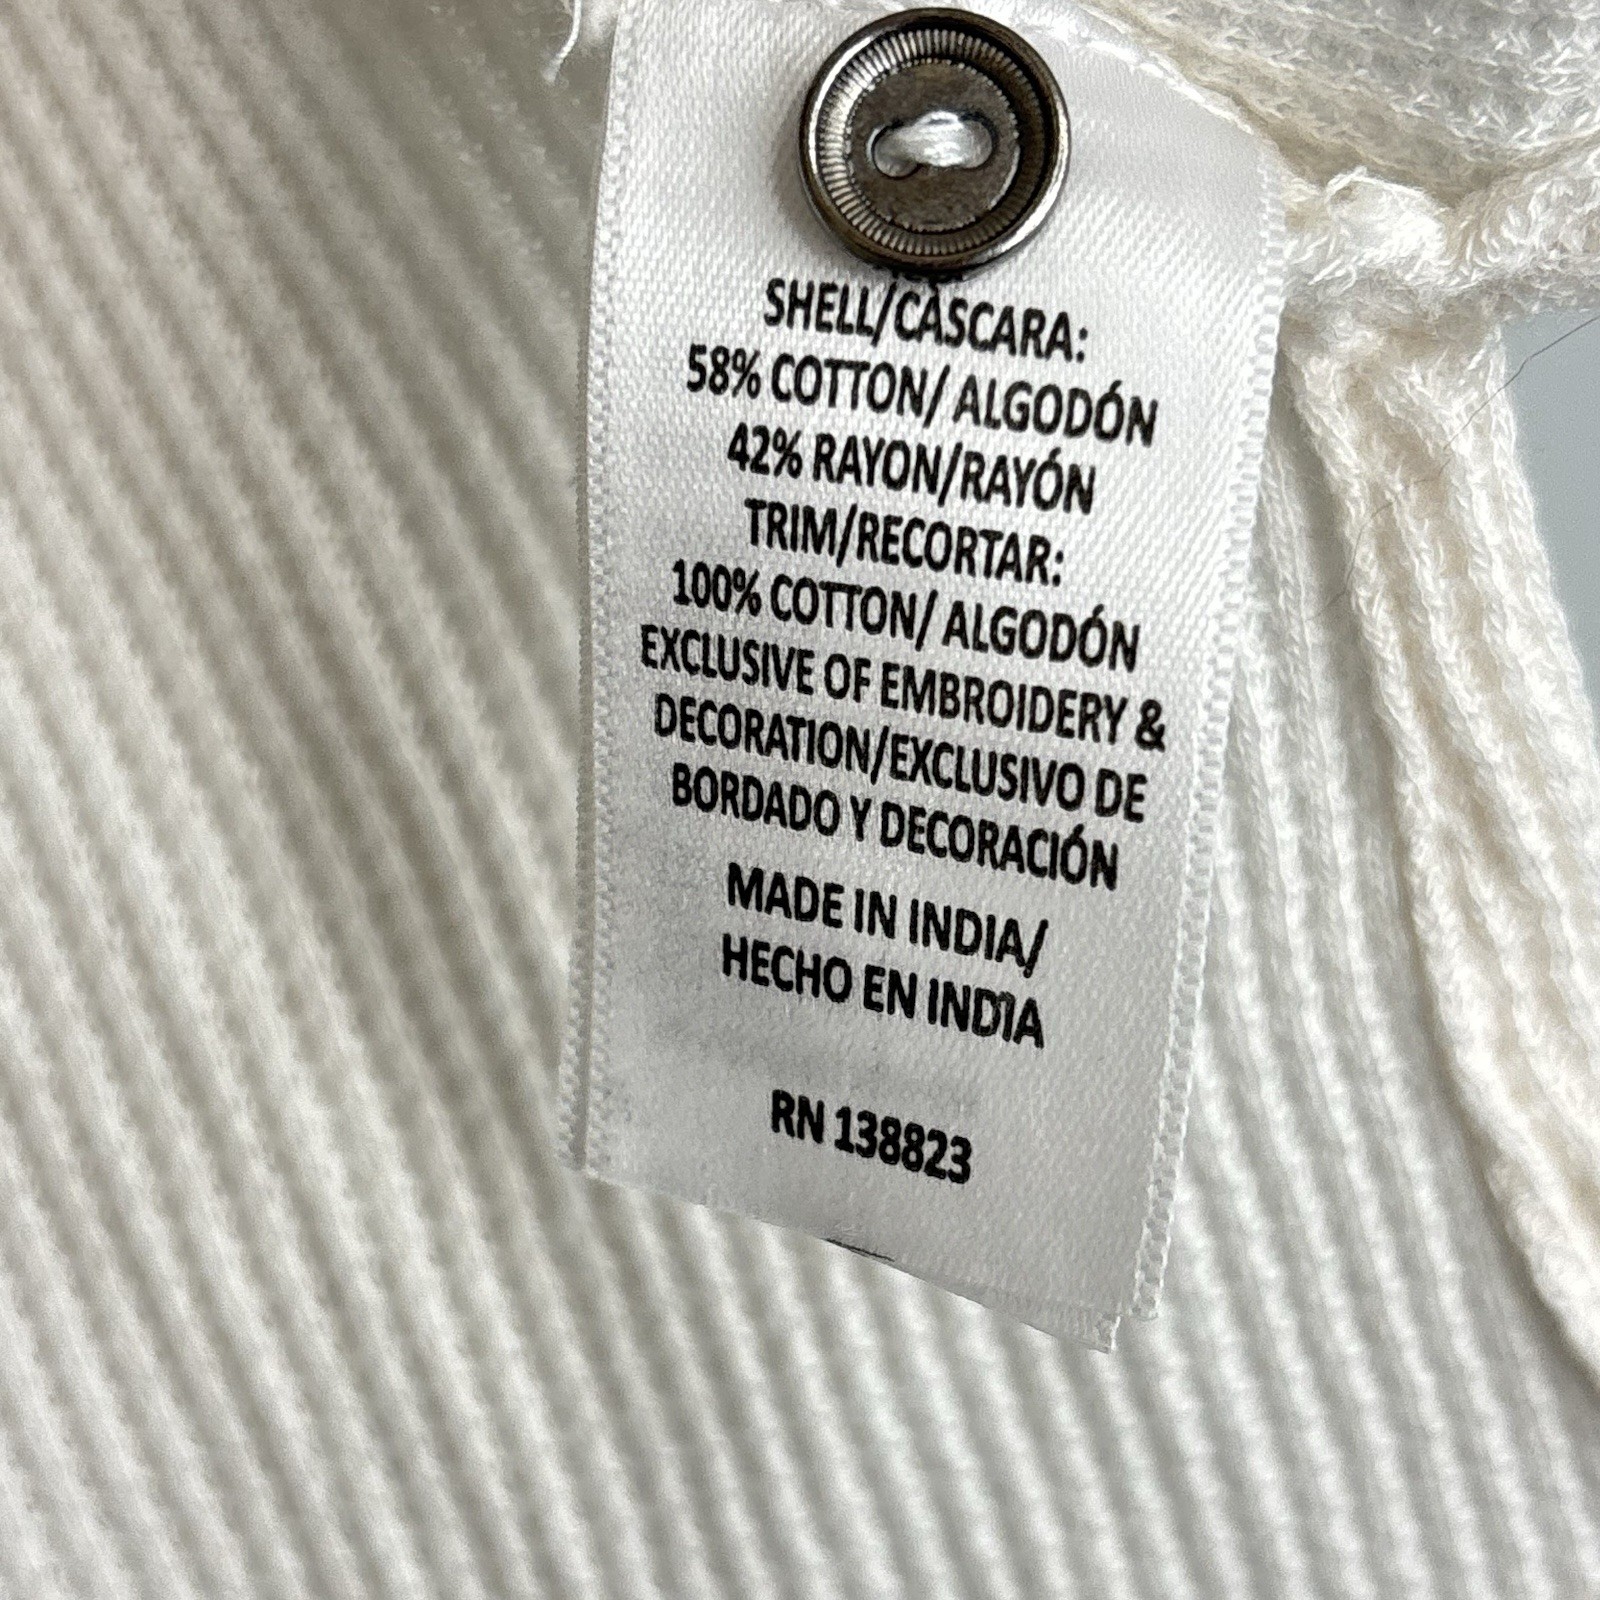 SHELL/CÁSCARA:
58% COTTON/ ALGODÓN
42% RAYON/RAYÓN
TRIM/RECORTAR:
100% COTTON/ ALGODÓN
EXCLUSIVE OF EMBROIDERY &
DECORATION/EXCLUSIVO DE
BORDADO Y DECORACIÓN
MADE IN INDIA/
HECHO EN INDIA
RN 138823